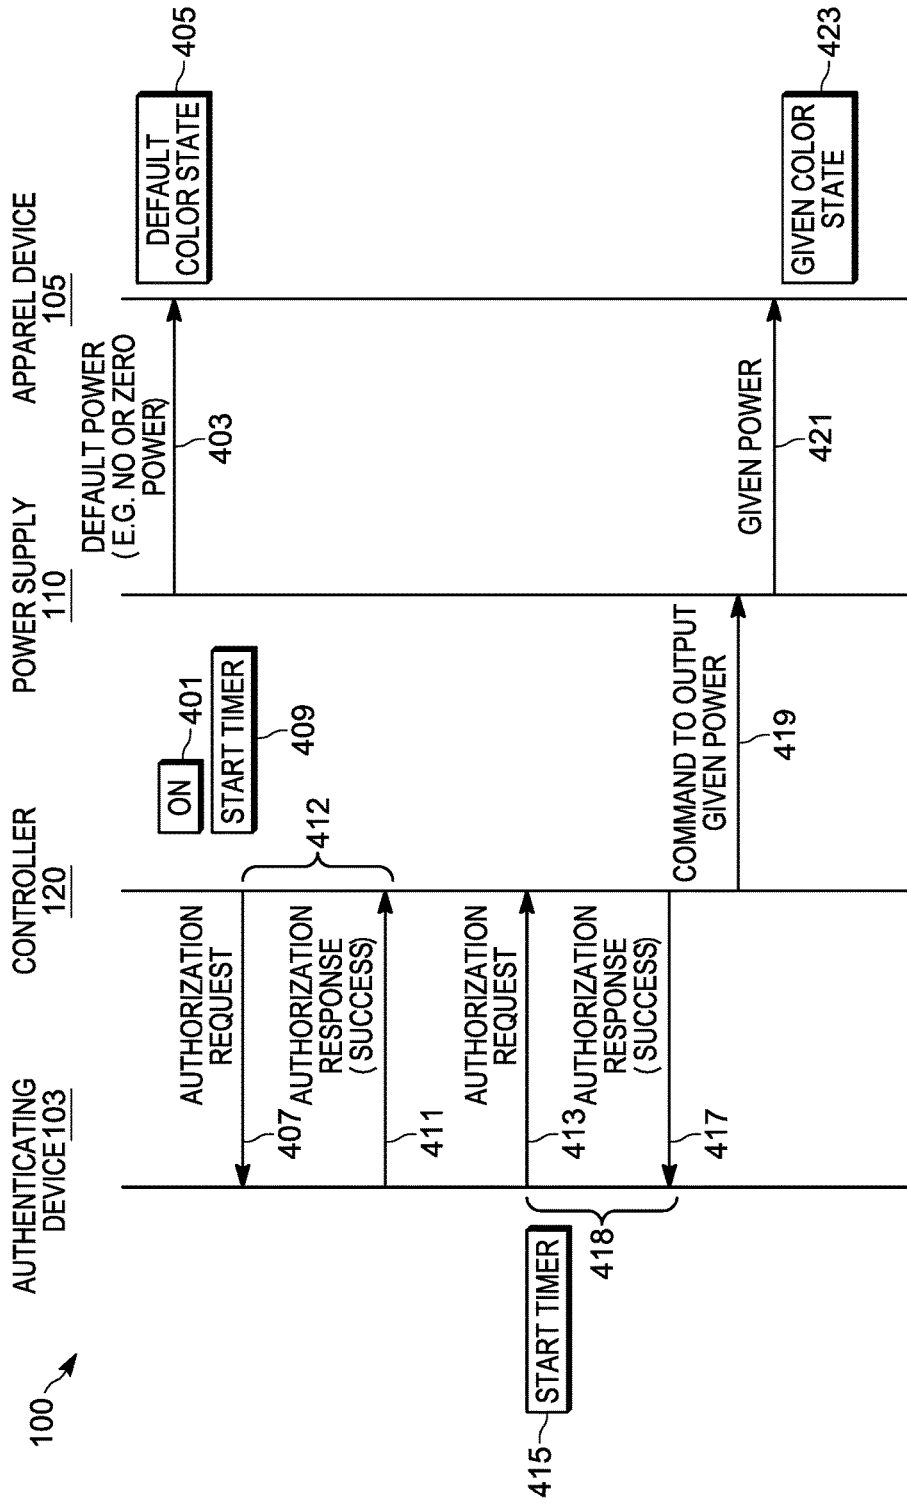 100
AUTHENTICATING
DEVICE 103
CONTROLLER
120
POWER SUPPLY
110
APPAREL DEVICE
105
ON
401
DEFAULT POWER
( E.G. NO OR ZERO
POWER)
403
DEFAULT
COLOR STATE
405
START TIMER
409
AUTHORIZATION
REQUEST
407
412
AUTHORIZATION
RESPONSE
( SUCCESS)
411
AUTHORIZATION
REQUEST
413
START TIMER
415
418
AUTHORIZATION
RESPONSE
( SUCCESS)
417
COMMAND TO OUTPUT
GIVEN POWER
419
GIVEN POWER
421
GIVEN COLOR
STATE
423